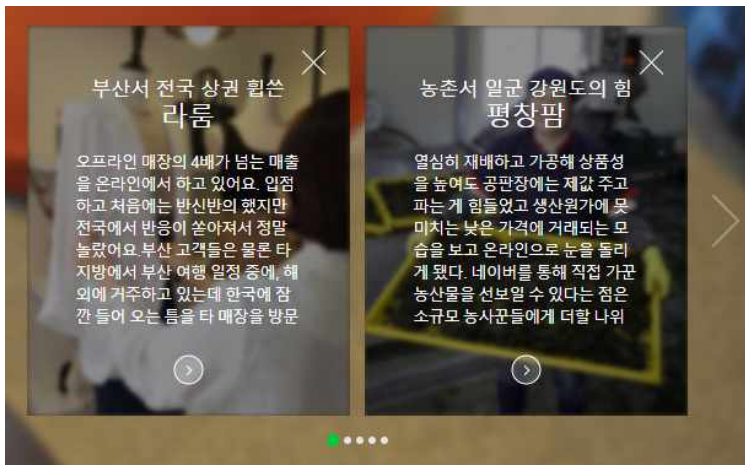 부산서 전국 상권 휩쓴
라룸
오프라인 매장의 4배가 넘는 매출
을 온라인에서 하고 있어요. 입점
하고 처음에는 반신반의 했지만
전국에서 반응이 쏟아져서 정말
놀랐어요.부산 고객들은 물론 타
지방에서 부산 여행 일정 중에, 해
외에 거주하고 있는데 한국에 잠
깐 들어 오는 틈을 타 매장을 방문
농촌서 일군 강원도의 힘
평창팜
열심히 재배하고 가공해 상품성
을 높여도 공판장에는 제값 주고
파는 게 힘들었고 생산원가에 못
미치는 낮은 가격에 거래되는 모
습을 보고 온라인으로 눈을 돌리
게 됐다. 네이버를 통해 직접 가꾼
농산물을 선보일 수 있다는 점은
소규모 농사꾼들에게 더할 나위